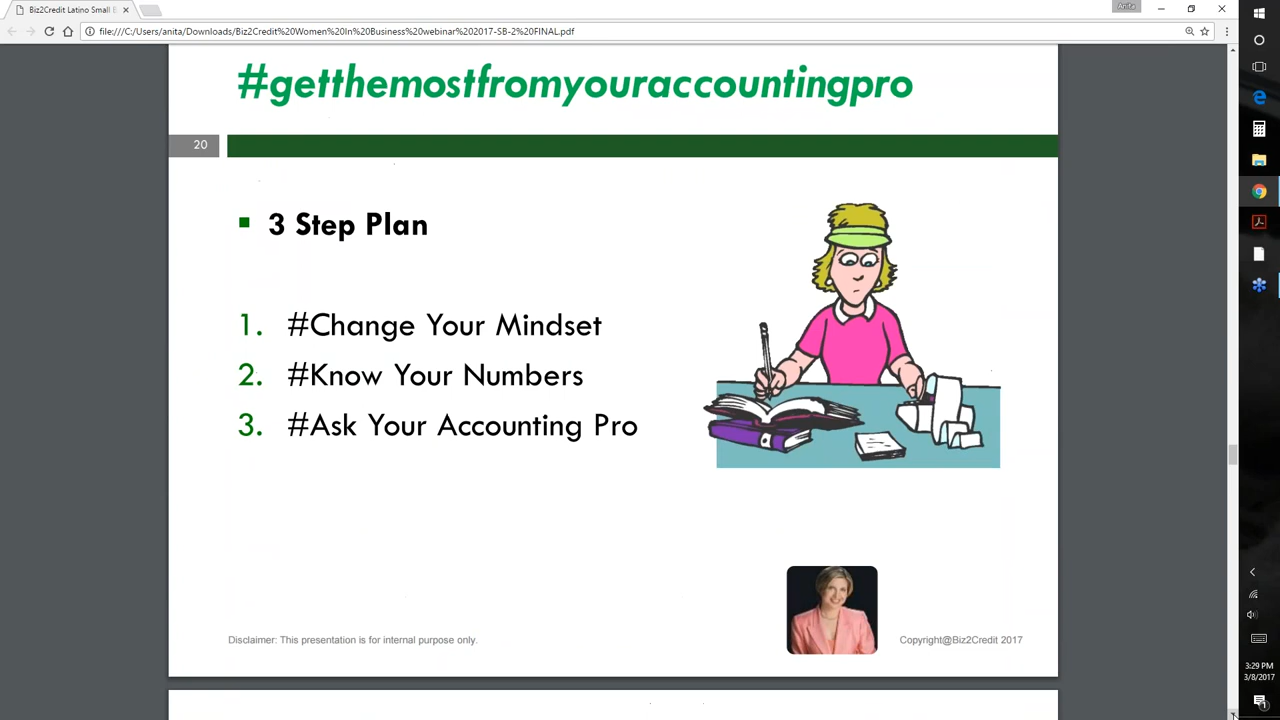 Biz2Credit Latino Small B
Anita
file:///C:/Users/anita/Downloads/Biz2Credit%20Women%20In%20Business%20webinar%202017-SB-2%20FINAL.pdf
#getthemostfromyouraccountingpro
20
3 Step Plan
1. #Change Your Mindset
2. #Know Your Numbers
3. #Ask Your Accounting Pro
Disclaimer: This presentation is for internal purpose only.
Copyright@Biz2Credit 2017
3:29 PM
3/8/2017
1